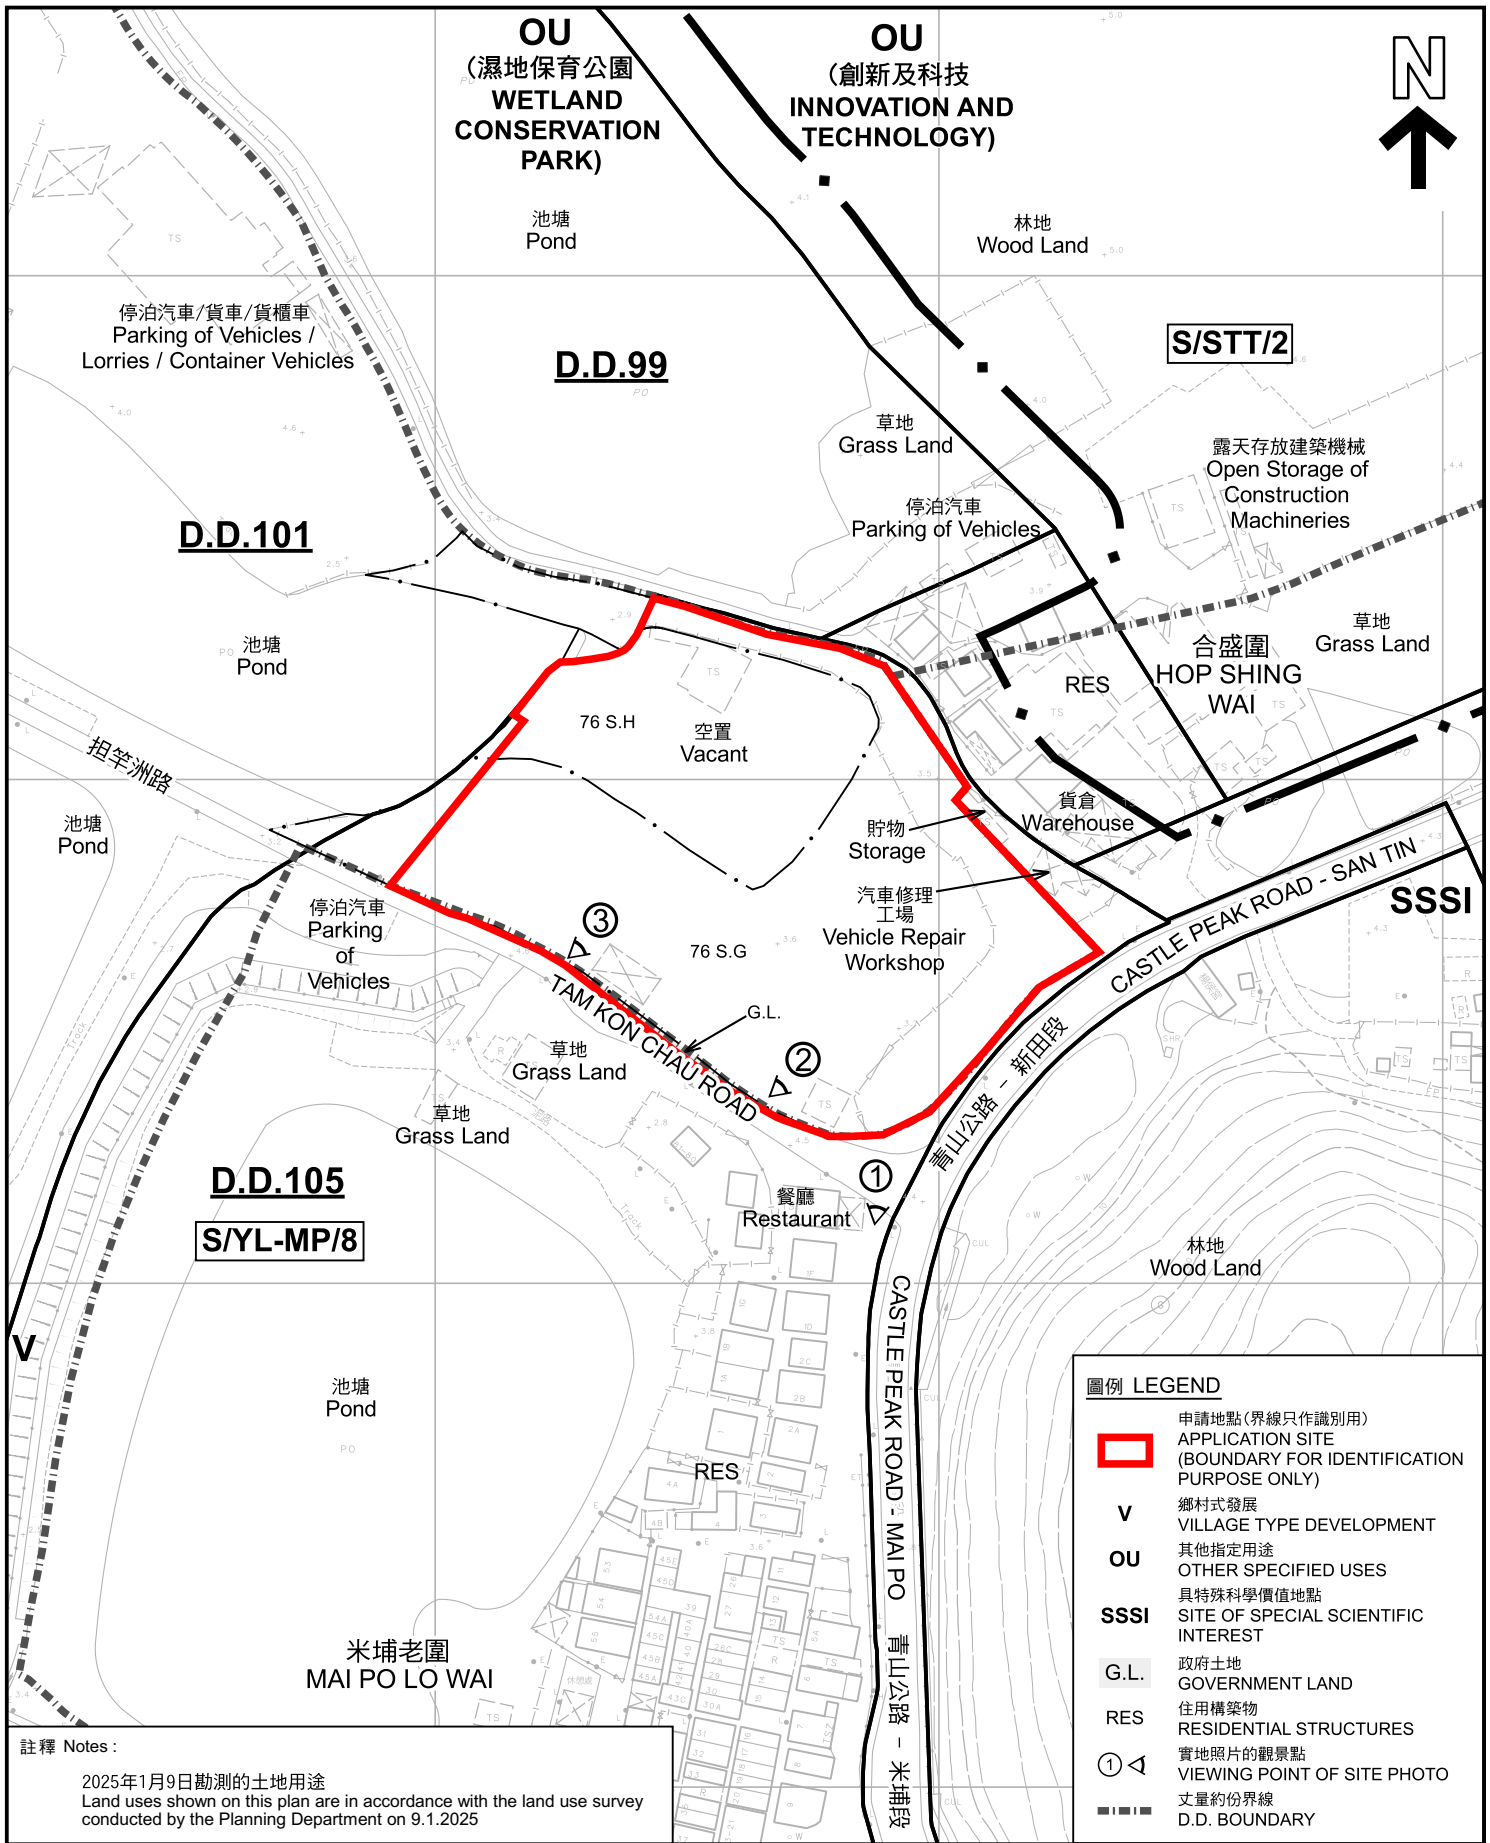 OU
(濕地保育公園
WETLAND
CONSERVATION
PARK)
OU
(創新及科技
INNOVATION AND
TECHNOLOGY)
N
池塘
Pond
林地
Wood Land
停泊汽車/貨車/貨櫃車
Parking of Vehicles /
Lorries / Container Vehicles
D.D.99
S/STT/2
草地
Grass Land
露天存放建築機械
Open Storage of
Construction
Machineries
停泊汽車
Parking of Vehicles
D.D.101
池塘
Pond
合盛圍
HOP SHING
WAI
草地
Grass Land
RES
76 S.H
空置
Vacant
担竿洲路
池塘
Pond
貯物
Storage
貨倉
Warehouse
汽車修理
工場
Vehicle Repair
Workshop
CASTLE PEAK ROAD - SAN TIN
SSSI
停泊汽車
Parking
of
Vehicles
③
76 S.G
G.L.
TAM KON CHAU ROAD
②
青山公路 - 新田段
草地
Grass Land
草地
Grass Land
D.D.105
S/YL-MP/8
①
餐廳
Restaurant
林地
Wood Land
V
CASTLE PEAK ROAD - MAI PO
青山公路 - 米埔段
池塘
Pond
RES
米埔老圍
MAI PO LO WAI
圖例 LEGEND
申請地點(界線只作識別用)
APPLICATION SITE
(BOUNDARY FOR IDENTIFICATION
PURPOSE ONLY)
V
鄉村式發展
VILLAGE TYPE DEVELOPMENT
OU
其他指定用途
OTHER SPECIFIED USES
SSSI
具特殊科學價值地點
SITE OF SPECIAL SCIENTIFIC
INTEREST
G.L.
政府土地
GOVERNMENT LAND
RES
住用構築物
RESIDENTIAL STRUCTURES
①
實地照片的觀景點
VIEWING POINT OF SITE PHOTO
丈量約份界線
D.D. BOUNDARY
註釋 Notes :
2025年1月9日勘測的土地用途
Land uses shown on this plan are in accordance with the land use survey
conducted by the Planning Department on 9.1.2025